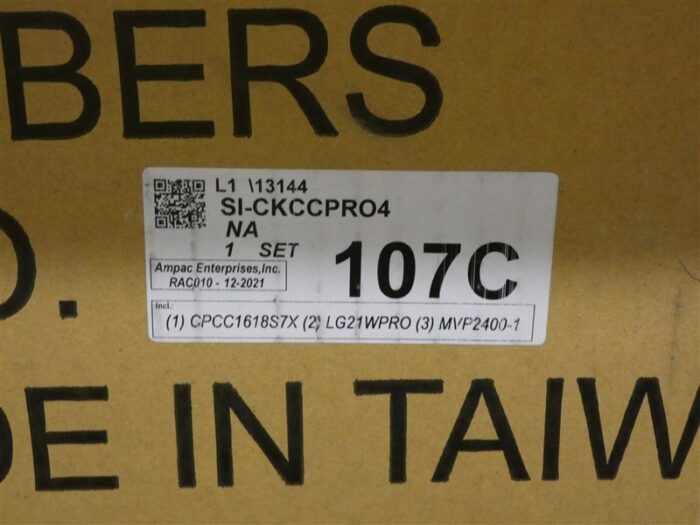 BERS
L1 \13144
SI-CKCCPRO4
NA
1 SET
107C
Ampac Enterprises,Inc.
RAC010 - 12-2021
Incl.:
(1) CPCC1618S7X (2) LG21WPRO (3) MVP2400-1
O.
DE IN TAIW